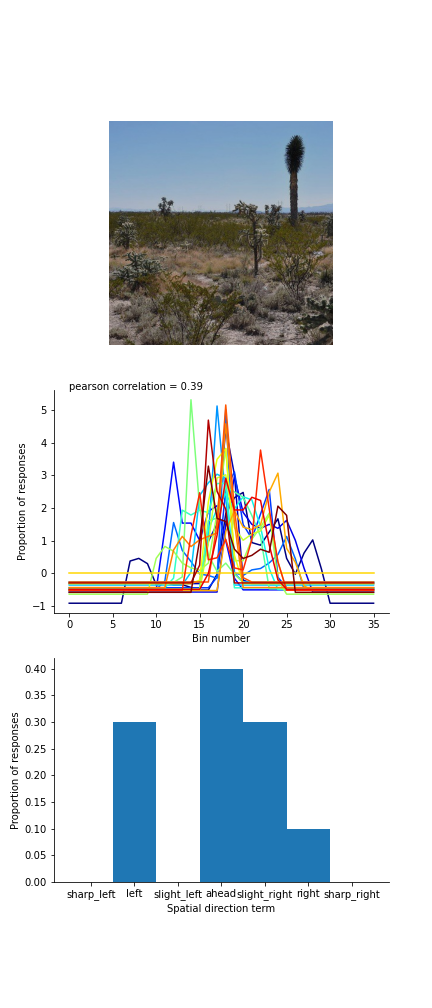 pearson correlation = 0.39
Proportion of responses
5
4
3
2
1
0
−1
0 5 10 15 20 25 30 35
Bin number
Proportion of responses
0.40
0.35
0.30
0.25
0.20
0.15
0.10
0.05
0.00
sharp_left left slight_left ahead slight_right right sharp_right
Spatial direction term